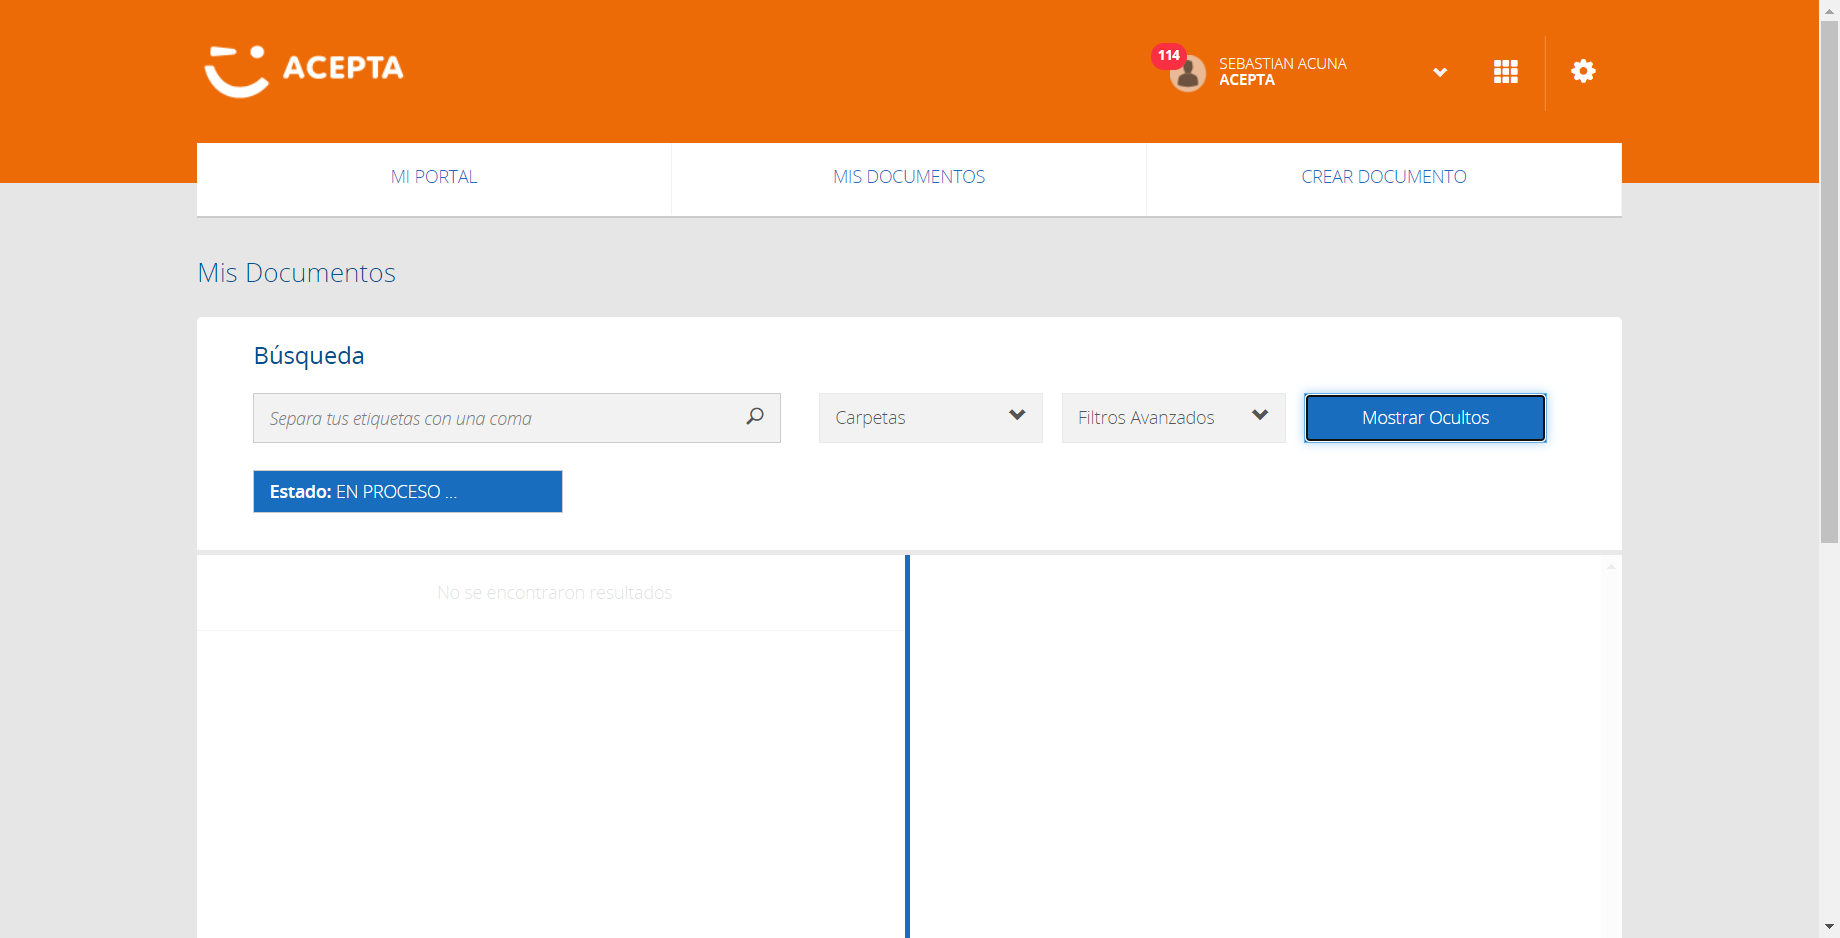 ACEPTA
114
SEBASTIAN ACUNA
ACEPTA
MI PORTAL
MIS DOCUMENTOS
CREAR DOCUMENTO
Mis Documentos
Búsqueda
Separa tus etiquetas con una coma
Carpetas
Filtros Avanzados
Mostrar Ocultos
Estado: EN PROCESO ...
No se encontraron resultados